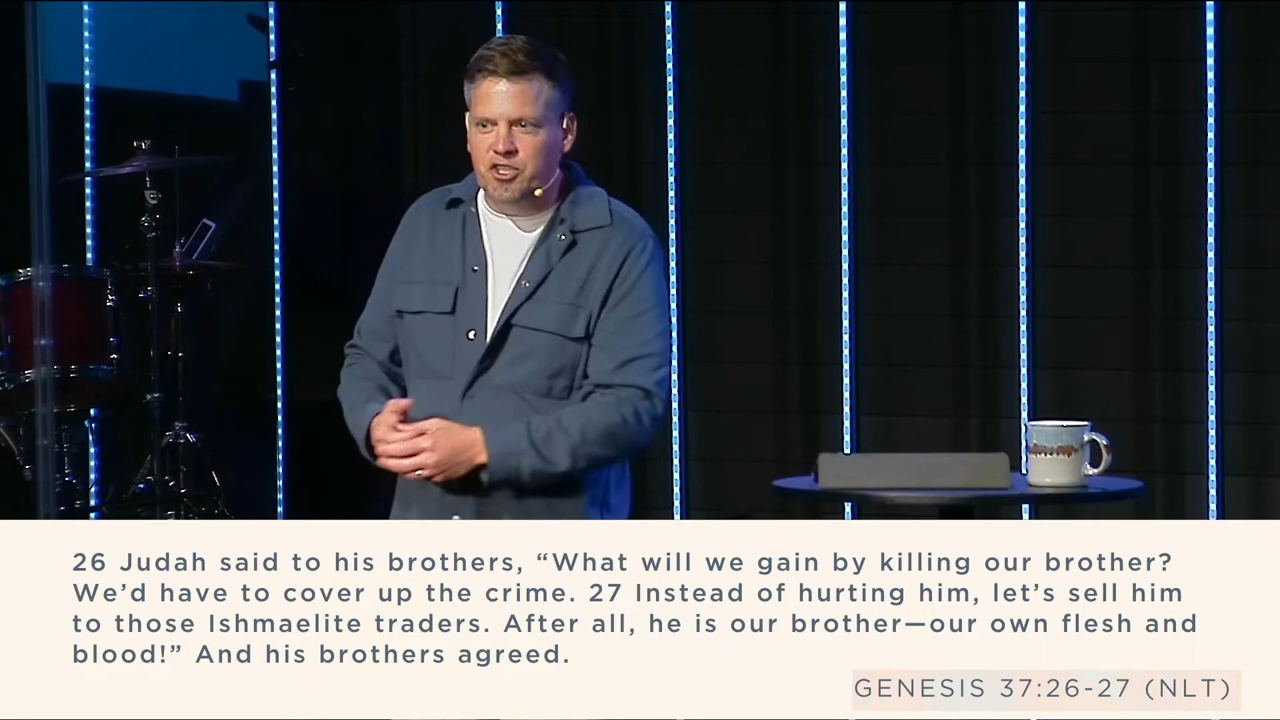 26 Judah said to his brothers, “What will we gain by killing our brother?
We’d have to cover up the crime. 27 Instead of hurting him, let’s sell him
to those Ishmaelite traders. After all, he is our brother—our own flesh and
blood!” And his brothers agreed.
GENESIS 37:26-27 (NLT)